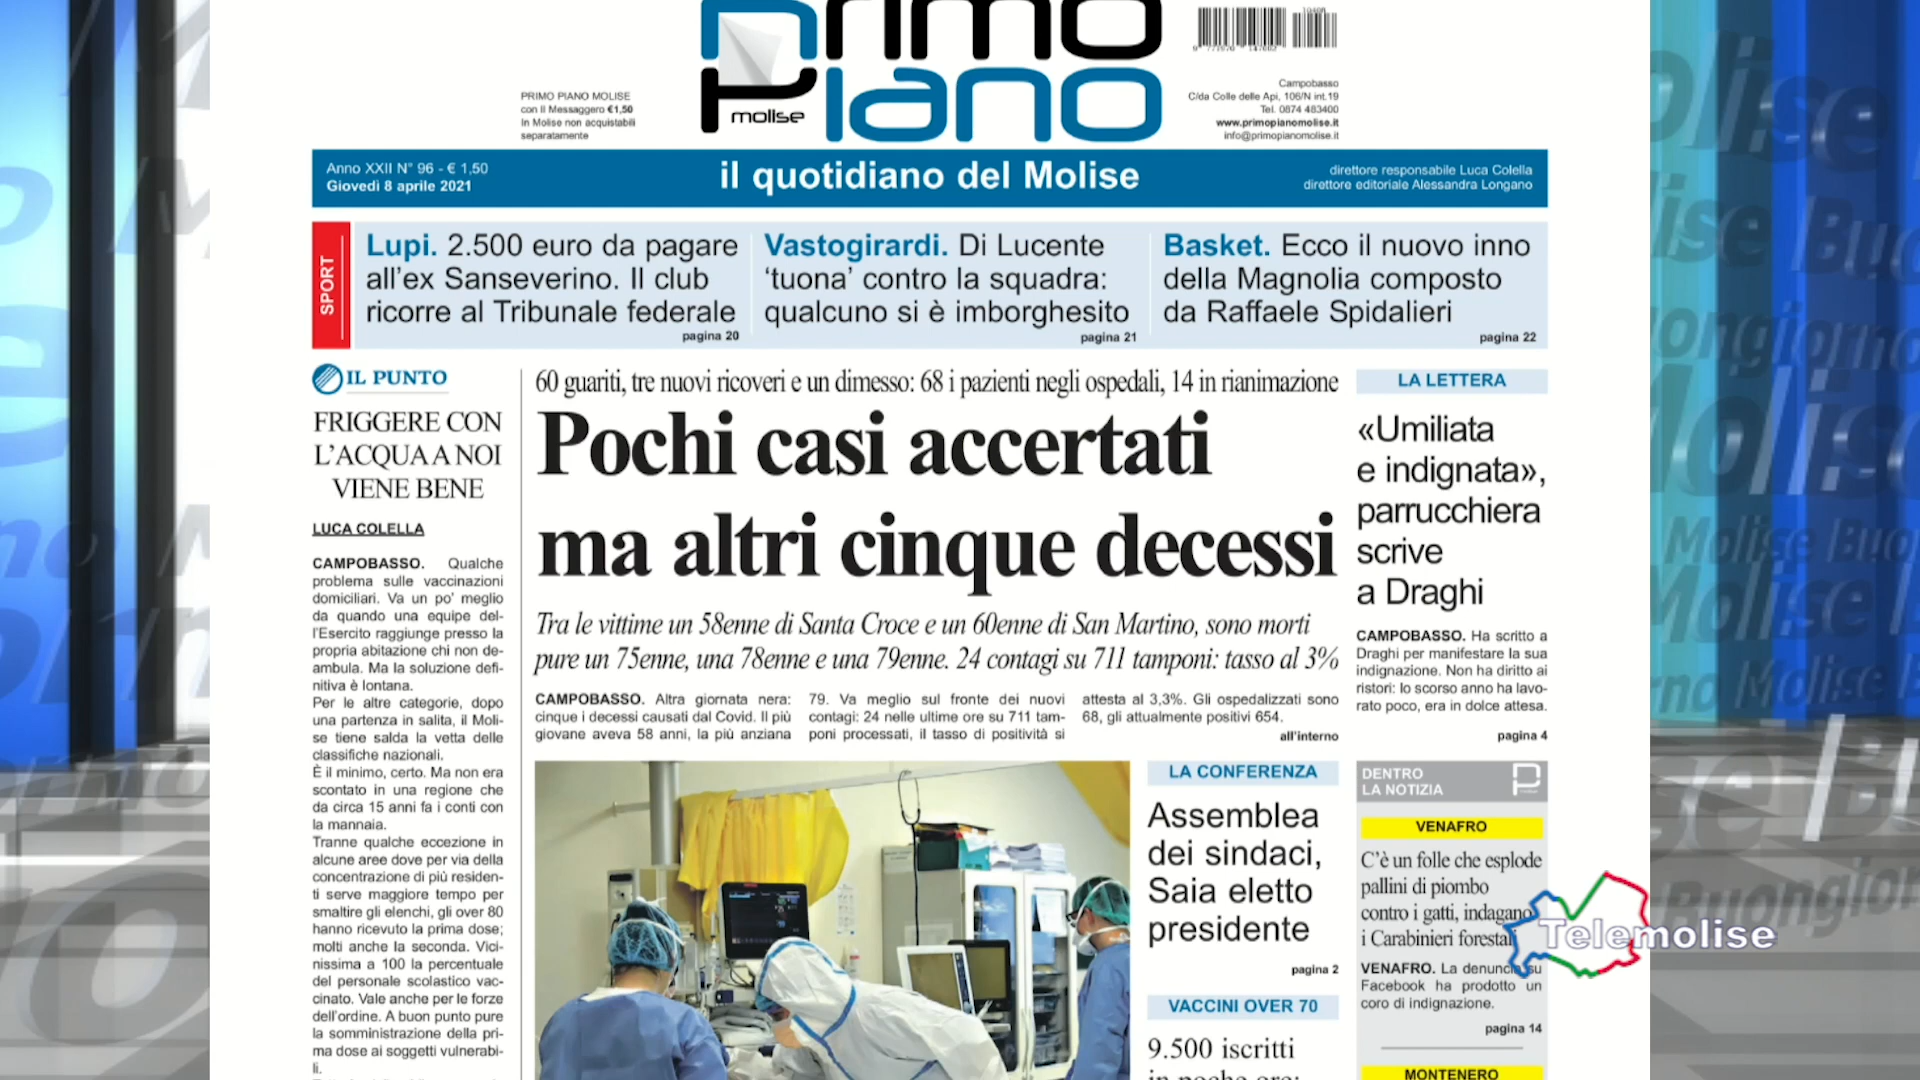 PRIMO PIANO MOLISE
con Il Messaggero €1,50
In Molise non acquistabili
separatamente
Primo
Piano
molise
Campobasso
C/da Colle delle Api, 106/N int.19
Tel. 0874 483400
www.primopianomolise.it
info@primopianomolise.it
Anno XXII N° 96 - € 1,50
Giovedì 8 aprile 2021
il quotidiano del Molise
direttore responsabile Luca Colella
direttore editoriale Alessandra Longano
SPORT
Lupi. 2.500 euro da pagare
all'ex Sanseverino. Il club
ricorre al Tribunale federale
pagina 20
Vastogirardi. Di Lucente
'tuona' contro la squadra:
qualcuno si è imborghesito
pagina 21
Basket. Ecco il nuovo inno
della Magnolia composto
da Raffaele Spidalieri
pagina 22
IL PUNTO
FRIGGERE CON
L'ACQUA A NOI
VIENE BENE
LUCA COLELLA
CAMPOBASSO. Qualche
problema sulle vaccinazioni
domiciliari. Va un po' meglio
da quando una equipe del-
l'Esercito raggiunge presso la
propria abitazione chi non de-
ambula. Ma la soluzione defi-
nitiva è lontana.
Per le altre categorie, dopo
una partenza in salita, il Moli-
se tiene salda la vetta delle
classifiche nazionali.
È il minimo, certo. Ma non era
scontato in una regione che
da circa 15 anni fa i conti con
la mannaia.
Tranne qualche eccezione in
alcune aree dove per via della
concentrazione di più residen-
ti serve maggiore tempo per
smaltire gli elenchi, gli over 80
hanno ricevuto la prima dose;
molti anche la seconda. Vici-
nissima a 100 la percentuale
del personale scolastico vac-
cinato. Vale anche per le forze
dell'ordine. A buon punto pure
la somministrazione della pri-
ma dose ai soggetti vulnerabi-
li.
60 guariti, tre nuovi ricoveri e un dimesso: 68 i pazienti negli ospedali, 14 in rianimazione
Pochi casi accertati
ma altri cinque decessi
Tra le vittime un 58enne di Santa Croce e un 60enne di San Martino, sono morti
pure un 75enne, una 78enne e una 79enne. 24 contagi su 711 tamponi: tasso al 3%
CAMPOBASSO. Altra giornata nera:
cinque i decessi causati dal Covid. Il più
giovane aveva 58 anni, la più anziana
79. Va meglio sul fronte dei nuovi
contagi: 24 nelle ultime ore su 711 tam-
poni processati, il tasso di positività si
attesta al 3,3%. Gli ospedalizzati sono
68, gli attualmente positivi 654.
all'interno
LA LETTERA
«Umiliata
e indignata»,
parrucchiera
scrive
a Draghi
CAMPOBASSO. Ha scritto a
Draghi per manifestare la sua
indignazione. Non ha diritto ai
ristori: lo scorso anno ha lavo-
rato poco, era in dolce attesa.
pagina 4
LA CONFERENZA
Assemblea
dei sindaci,
Saia eletto
presidente
pagina 2
VACCINI OVER 70
9.500 iscritti
in poche ore:
DENTRO
LA NOTIZIA
VENAFRO
C'è un folle che esplode
pallini di piombo
contro i gatti, indagano
i Carabinieri forestali
VENAFRO. La denuncia su
Facebook ha prodotto un
coro di indignazione.
pagina 14
MONTENERO
Telemolise